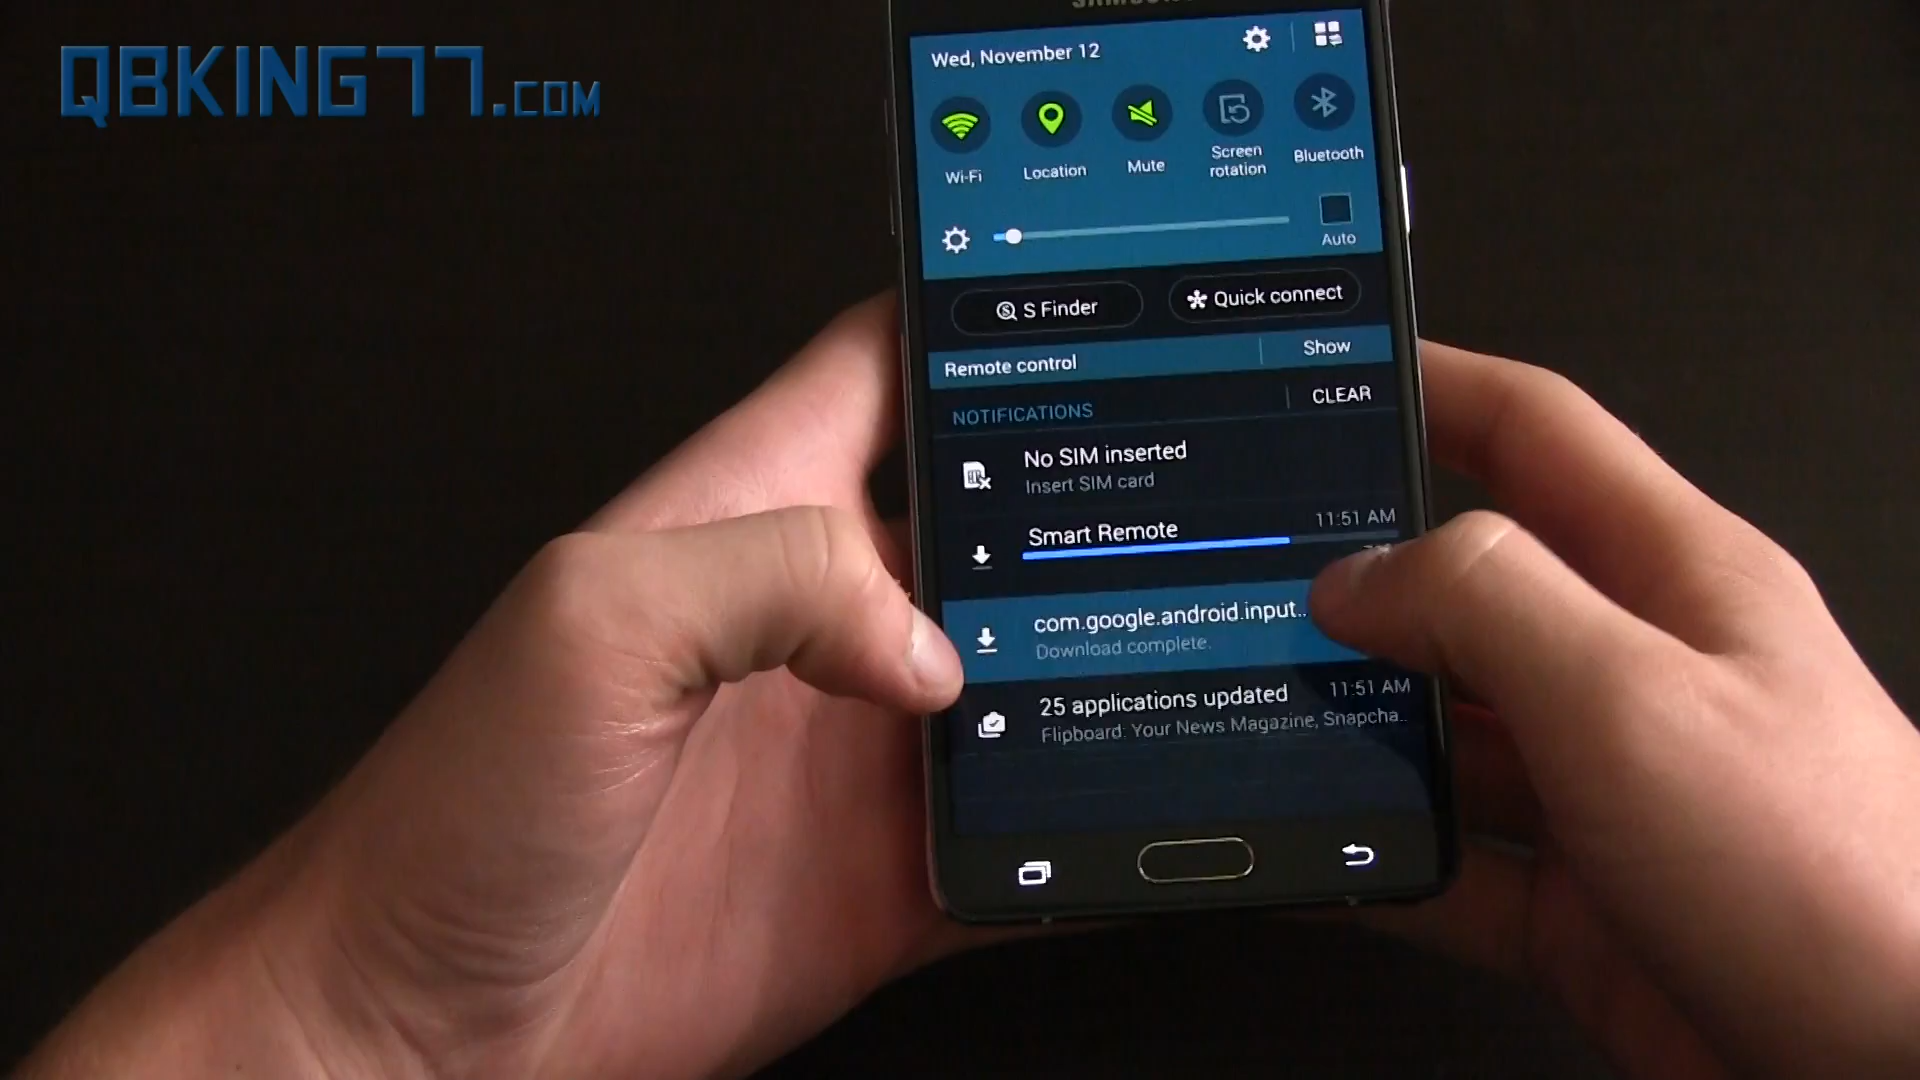 SAMSUNG
QBKING77.COM
Wed, November 12
Wi-Fi
Location
Mute
Screen
rotation
Bluetooth
Auto
S Finder
Quick connect
Remote control
Show
NOTIFICATIONS
CLEAR
No SIM inserted
Insert SIM card
Smart Remote
11:51 AM
com.google.android.input..
Download complete.
25 applications updated
11:51 AM
Flipboard: Your News Magazine, Snapcha..